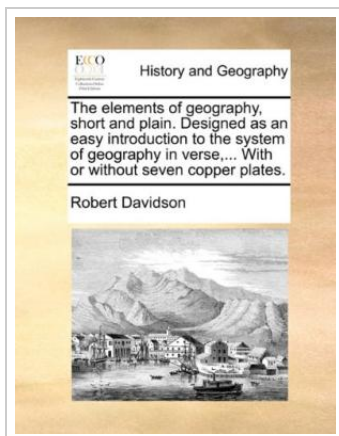 ECCO
History and Geography
The elements of geography,
short and plain. Designed as an
easy introduction to the system
of geography in verse,... With
or without seven copper plates.
Robert Davidson